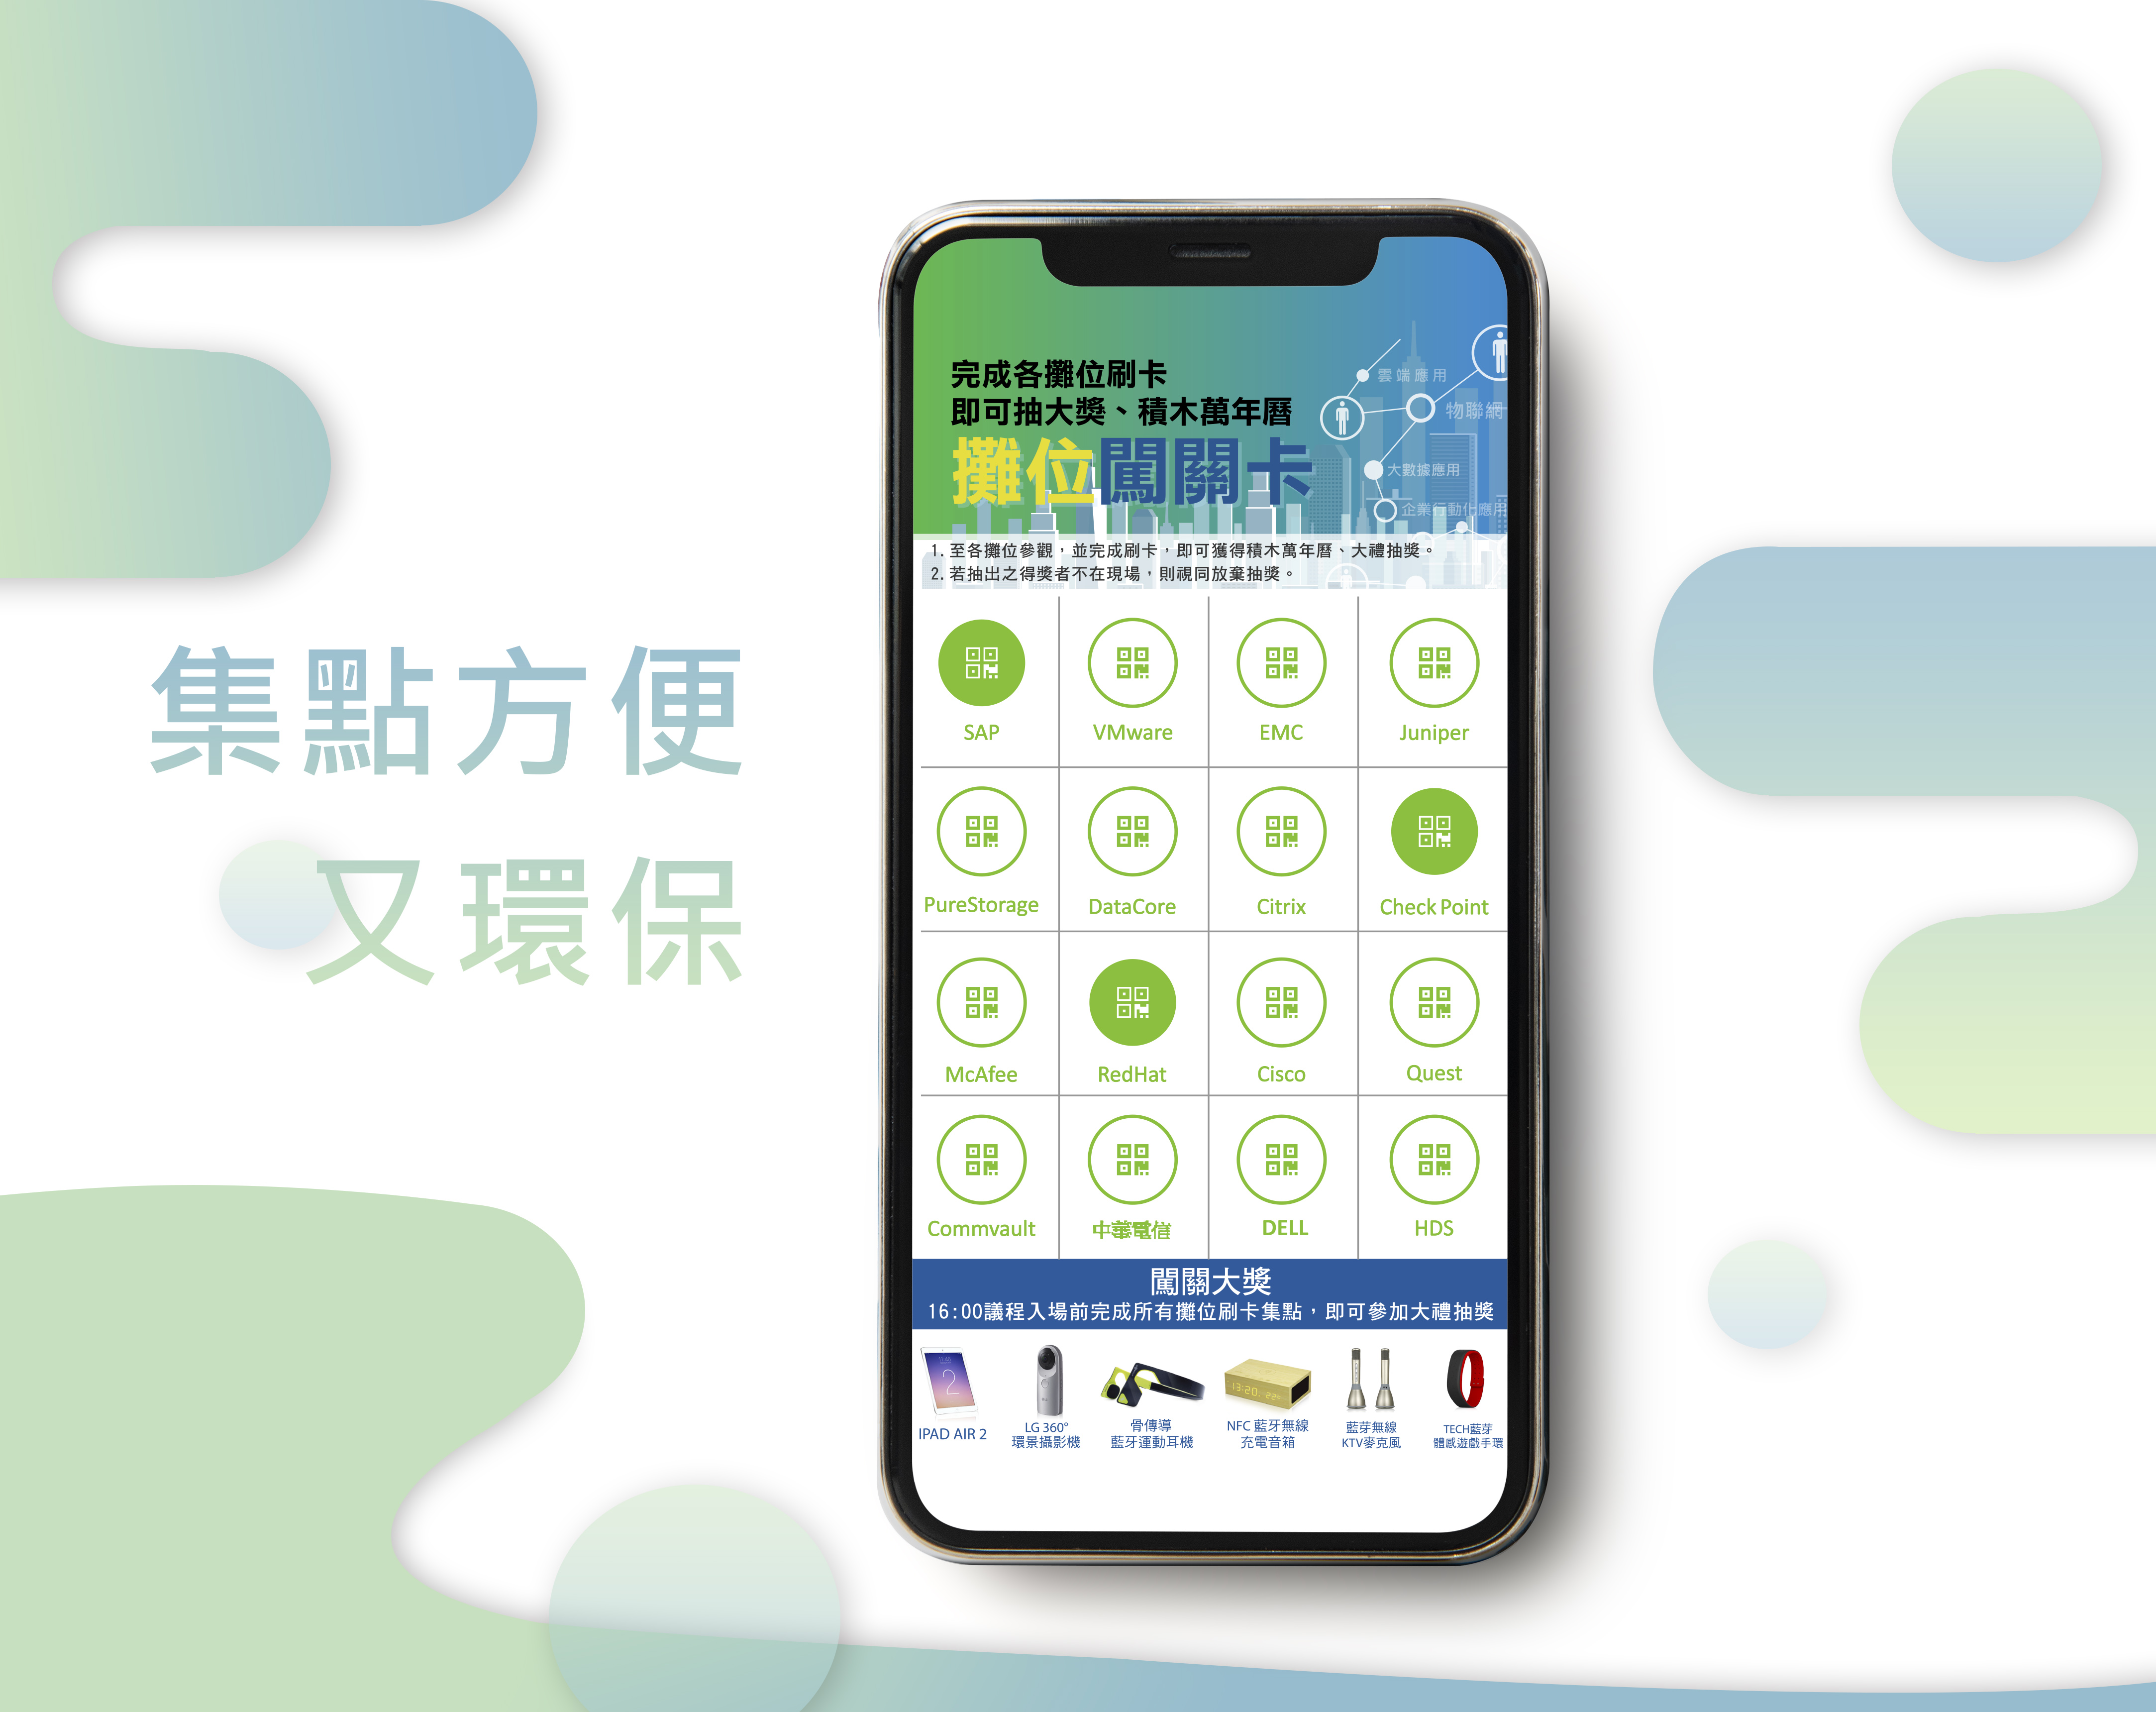 集點方便
又環保
完成各攤位刷卡
即可抽大獎、積木萬年曆
攤位闖關卡
雲端應用
物聯網
大數據應用
企業行動化應用
1. 至各攤位參觀，並完成刷卡，即可獲得積木萬年曆、大禮抽獎。
2. 若抽出之得獎者不在現場，則視同放棄抽獎。
SAP
VMware
EMC
Juniper
PureStorage
DataCore
Citrix
Check Point
McAfee
RedHat
Cisco
Quest
Commvault
中華電信
DELL
HDS
闖關大獎
16:00議程入場前完成所有攤位刷卡集點，即可參加大禮抽獎
2
13:20. 22°
IPAD AIR 2
LG 360°
環景攝影機
骨傳導
藍牙運動耳機
NFC 藍牙無線
充電音箱
藍芽無線
KTV麥克風
TECH藍芽
體感遊戲手環